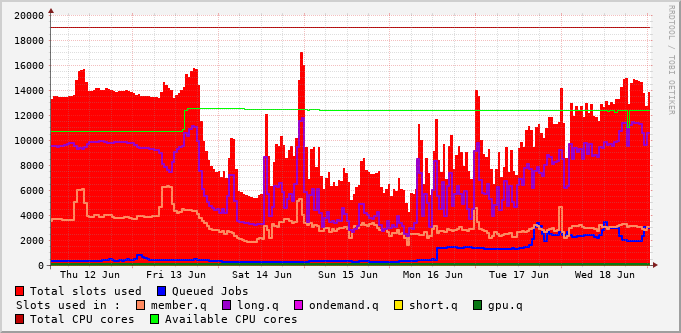 20000
18000
16000
14000
12000
10000
8000
6000
4000
2000
0
Thu 12 Jun Fri 13 Jun Sat 14 Jun Sun 15 Jun Mon 16 Jun Tue 17 Jun Wed 18 Jun
Total slots used Queued Jobs
Slots used in : member.q long.q ondemand.q short.q gpu.q
Total CPU cores Available CPU cores
RRDTOOL / TOBI OETIKER